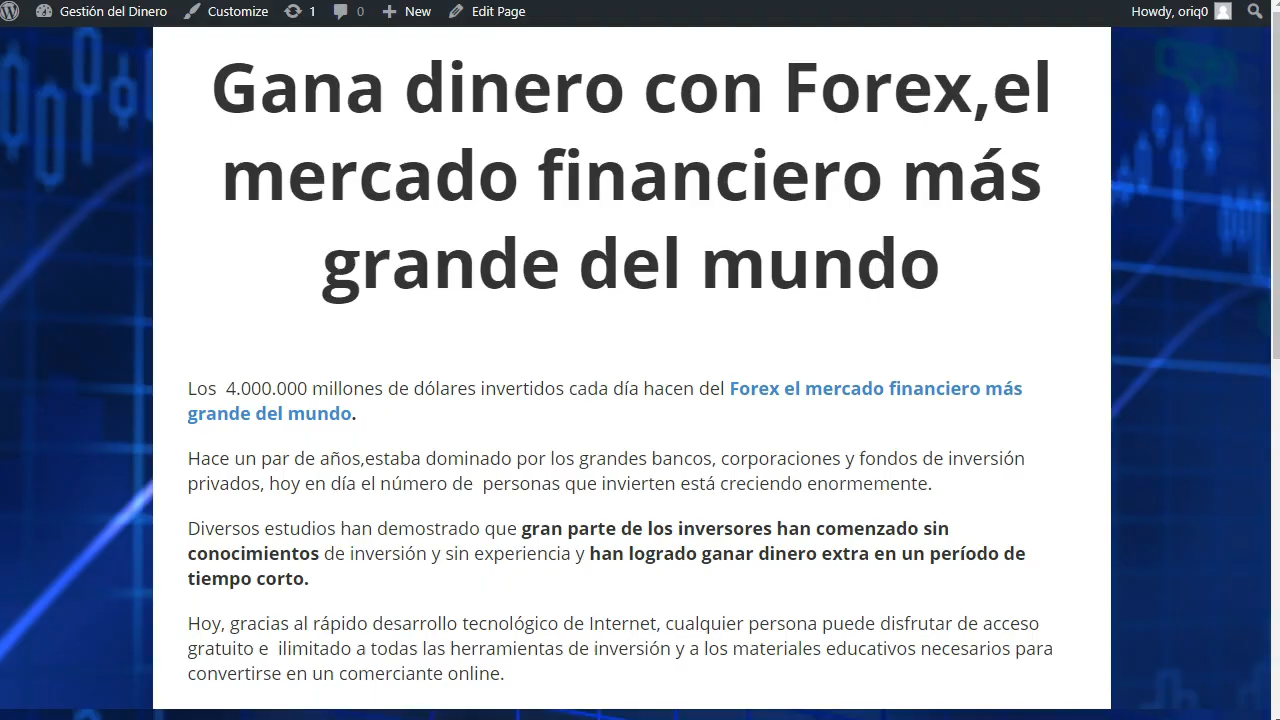 Gestión del Dinero Customize 1 0 New Edit Page Howdy, oriq0
Gana dinero con Forex,el
mercado financiero más
grande del mundo
Los 4.000.000 millones de dólares invertidos cada día hacen del Forex el mercado financiero más
grande del mundo.
Hace un par de años,estaba dominado por los grandes bancos, corporaciones y fondos de inversión
privados, hoy en día el número de personas que invierten está creciendo enormemente.
Diversos estudios han demostrado que gran parte de los inversores han comenzado sin
conocimientos de inversión y sin experiencia y han logrado ganar dinero extra en un período de
tiempo corto.
Hoy, gracias al rápido desarrollo tecnológico de Internet, cualquier persona puede disfrutar de acceso
gratuito e ilimitado a todas las herramientas de inversión y a los materiales educativos necesarios para
convertirse en un comerciante online.